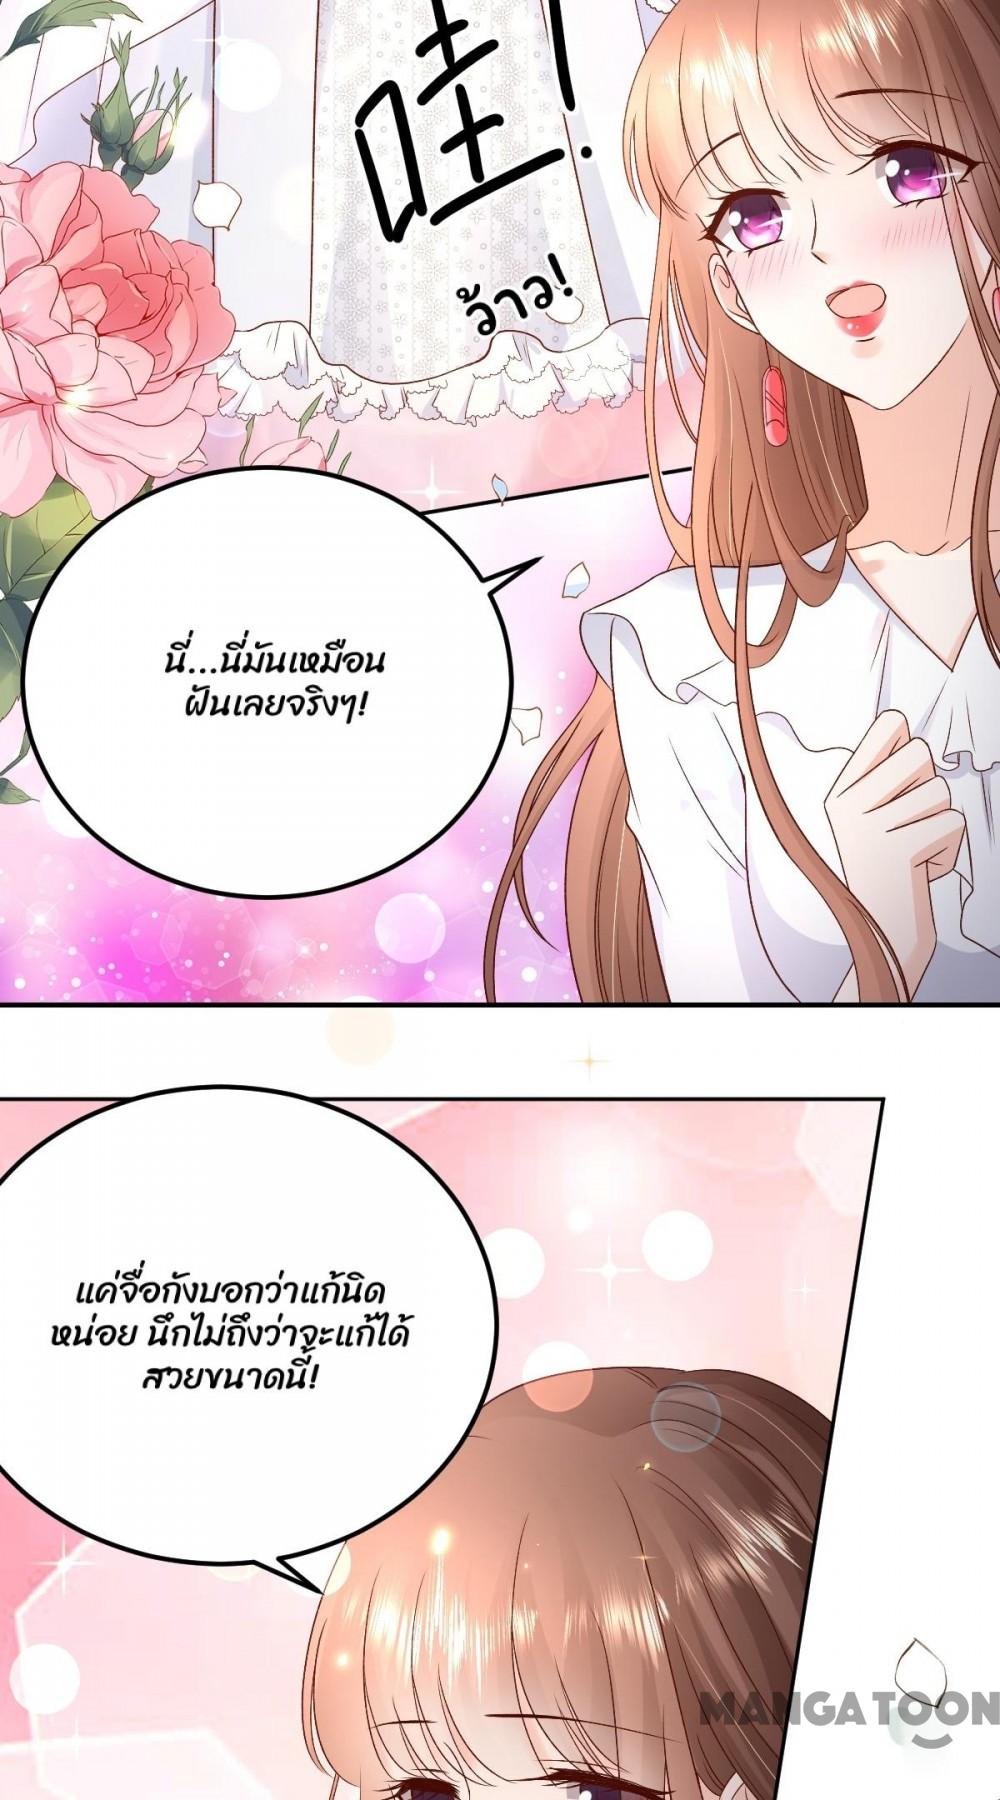 哇!
ว้าว!
นี่...นี่มันเหมือน
ฝันเลยจริงๆ!
แค่จื่อกังบอกว่าแก้นิด
หน่อย นึกไม่ถึงว่าจะแก้ได้
สวยขนาดนี้!
MANGATOON